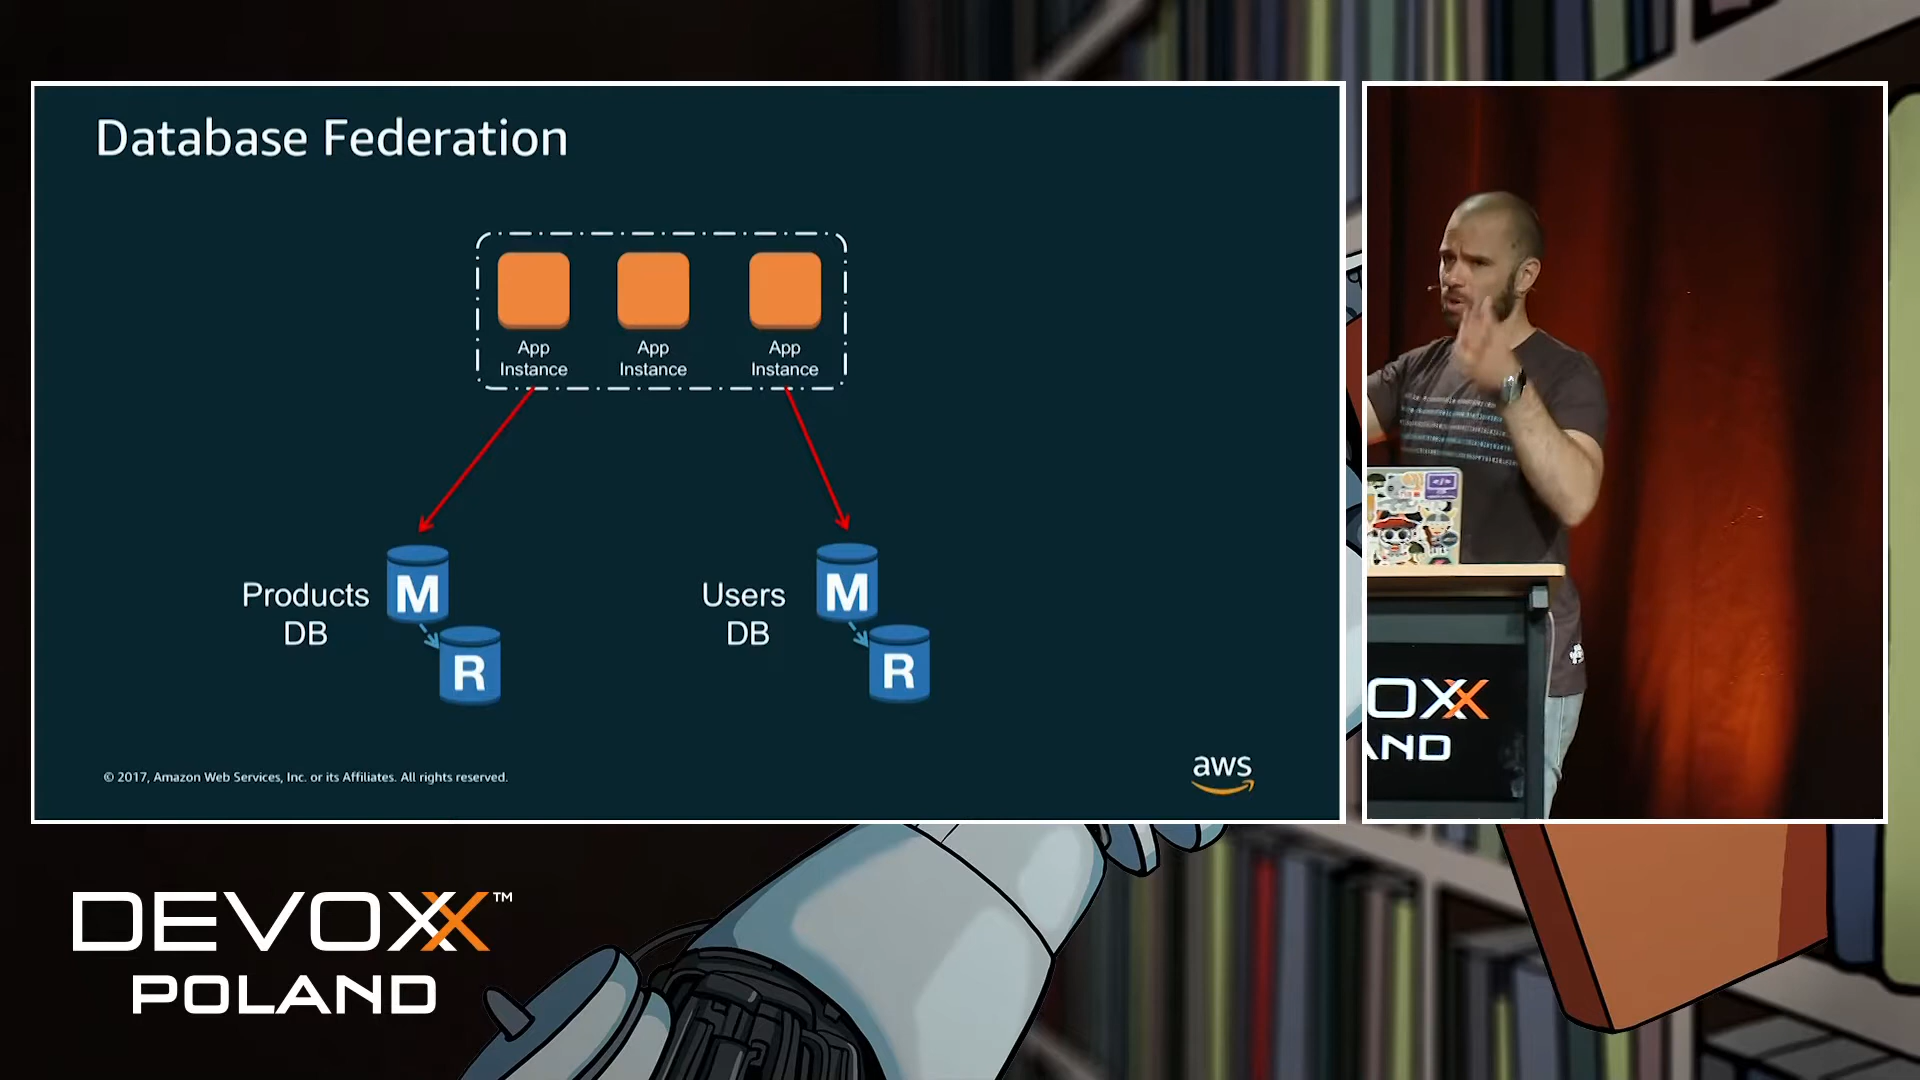 Database Federation
App
Instance
App
Instance
App
Instance
Products
DB
M
R
Users
DB
M
R
© 2017, Amazon Web Services, Inc. or its Affiliates. All rights reserved.
aws
OXX
AND
DEVOXX™
POLAND